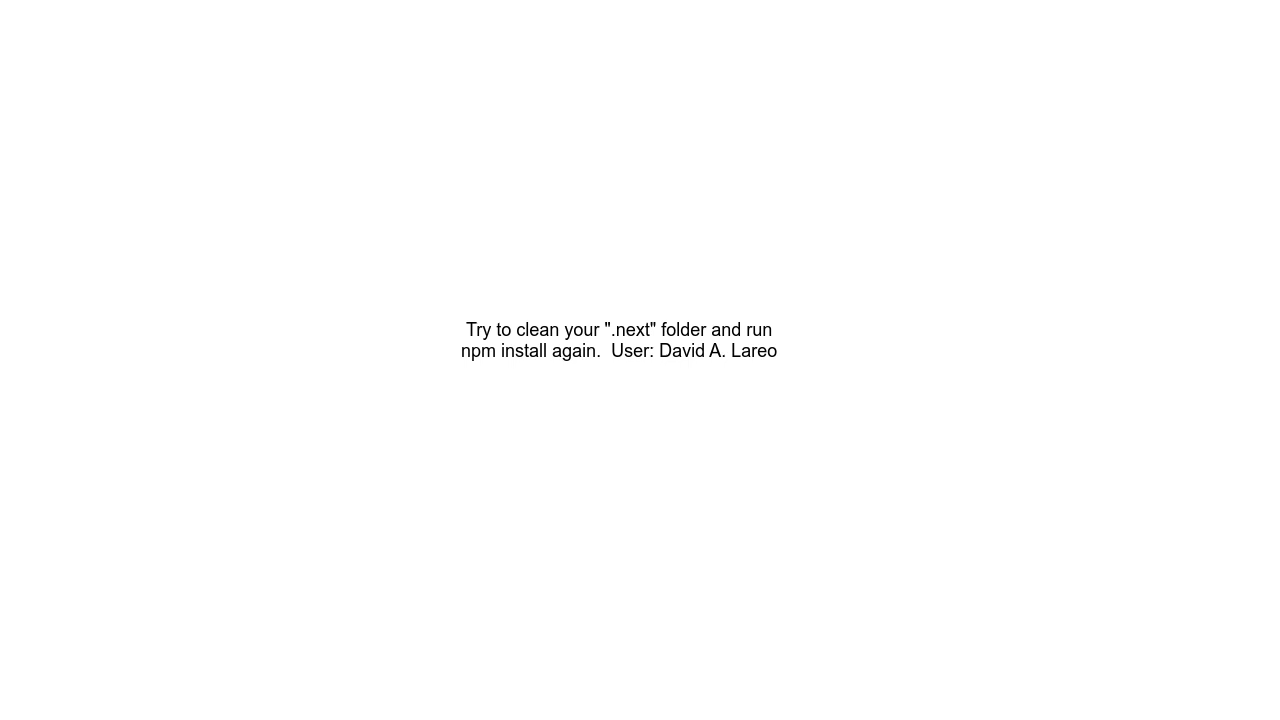 Try to clean your ".next" folder and run
npm install again.  User: David A. Lareo